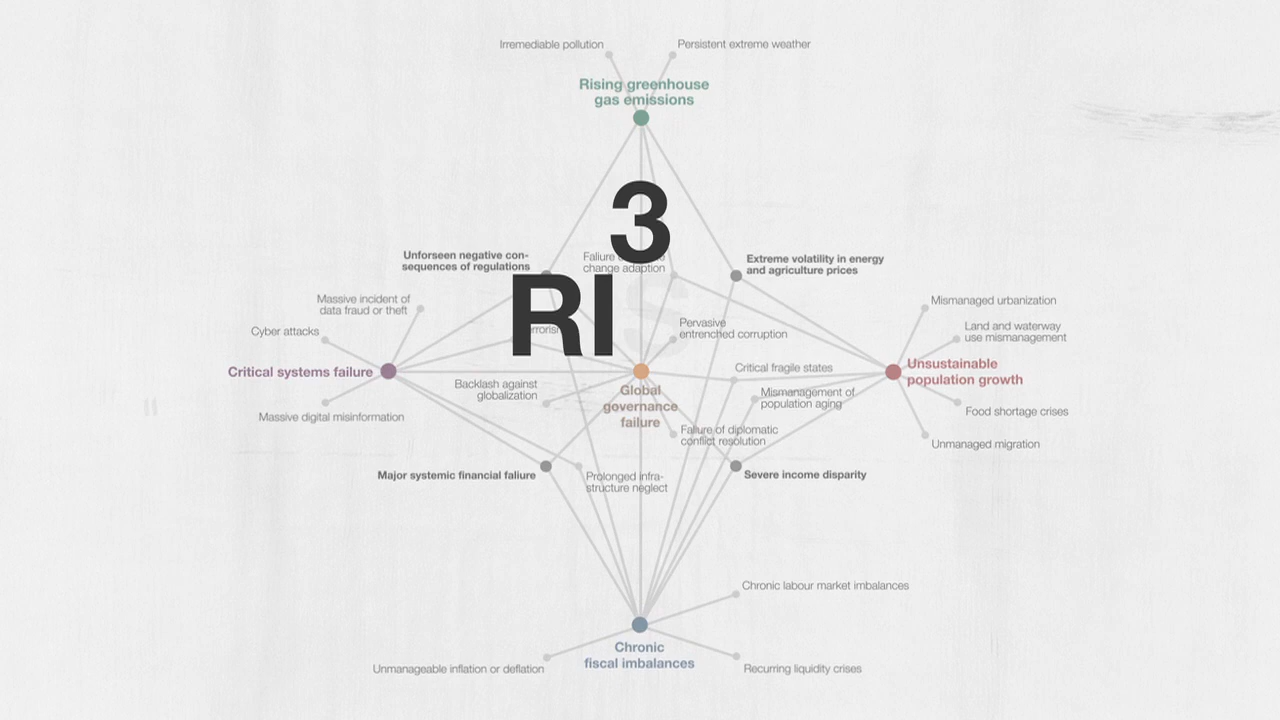 Irremediable pollution
Persistent extreme weather
Rising greenhouse
gas emissions
3
Unforseen negative con-
sequences of regulations
Faliure
change adaption
Extreme volatility in energy
and agriculture prices
RI
Massive incident of
data fraud or theft
Cyber attacks
Pervasive
entrenched corruption
Mismanaged urbanization
Land and waterway
use mismanagement
Critical systems failure
Critical fragile states
Unsustainable
population growth
Backlash against
globalization
Global
governance
failure
Mismanagement of
population aging
Massive digital misinformation
Food shortage crises
Failure of diplomatic
conflict resolution
Unmanaged migration
Major systemic financial faliure
Prolonged infra-
structure neglect
Severe income disparity
Chronic labour market imbalances
Chronic
fiscal imbalances
Unmanageable inflation or deflation
Recurring liquidity crises